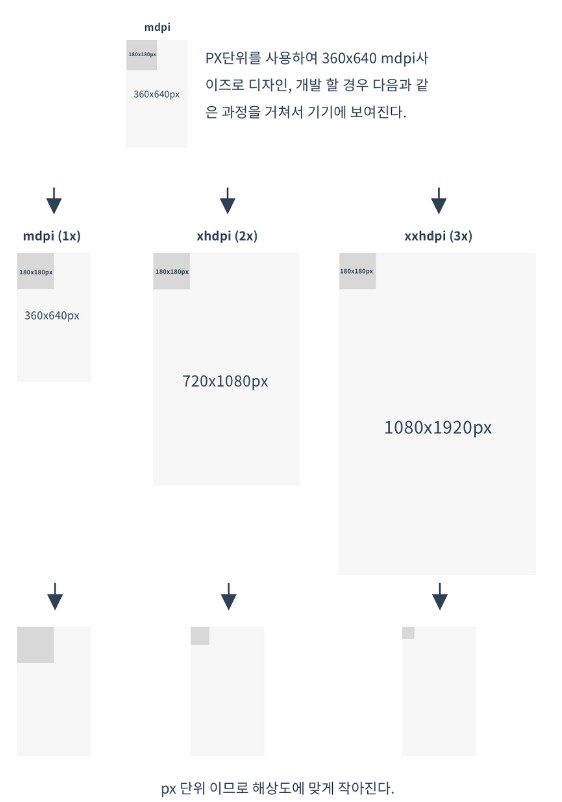 mdpi
180x180px
360x640px
PX단위를 사용하여 360x640 mdpi사
이즈로 디자인, 개발 할 경우 다음과 같
은 과정을 거쳐서 기기에 보여진다.
mdpi (1x)
xhdpi (2x)
xxhdpi (3x)
180x180px
180x180px
180x180px
360x640px
720x1080px
1080x1920px
px 단위 이므로 해상도에 맞게 작아진다.